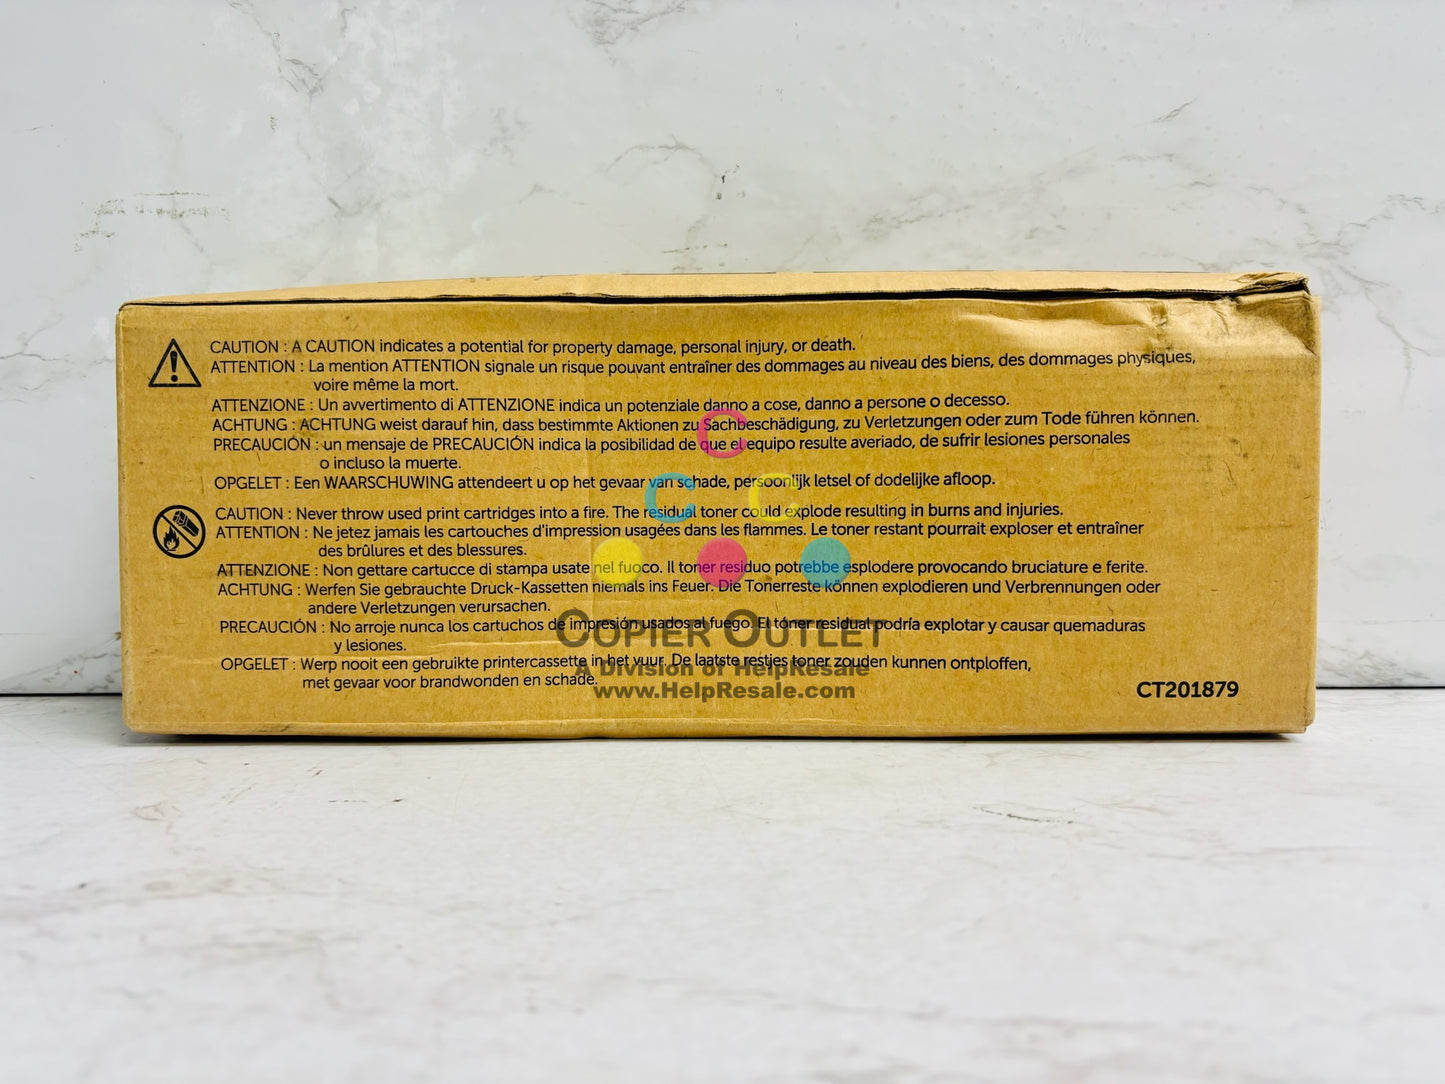 CAUTION : A CAUTION indicates a potential for property damage, personal injury, or death.
ATTENTION : La mention ATTENTION signale un risque pouvant entraîner des dommages au niveau des biens, des dommages physiques,
voire même la mort.
ATTENZIONE : Un avvertimento di ATTENZIONE indica un potenziale danno a cose, danno a persone o decesso.
ACHTUNG : ACHTUNG weist darauf hin, dass bestimmte Aktionen zu Sachbeschädigung, zu Verletzungen oder zum Tode führen können.
PRECAUCIÓN : un mensaje de PRECAUCIÓN indica la posibilidad de que el equipo resulte averiado, de sufrir lesiones personales
o incluso la muerte.
OPGELET : Een WAARSCHUWING attendeert u op het gevaar van schade, persoonlijk letsel of dodelijke afloop.
CAUTION : Never throw used print cartridges into a fire. The residual toner could explode resulting in burns and injuries.
ATTENTION : Ne jetez jamais les cartouches d'impression usagées dans les flammes. Le toner restant pourrait exploser et entraîner
des brûlures et des blessures.
ATTENZIONE : Non gettare cartucce di stampa usate nel fuoco. Il toner residuo potrebbe esplodere provocando bruciature e ferite.
ACHTUNG : Werfen Sie gebrauchte Druck-Kassetten niemals ins Feuer. Die Tonerreste können explodieren und Verbrennungen oder
andere Verletzungen verursachen.
PRECAUCIÓN : No arroje nunca los cartuchos de impresión usados al fuego. El tóner residual podría explotar y causar quemaduras
y lesiones.
OPGELET : Werp nooit een gebruikte printercassette in het vuur. De laatste restjes toner zouden kunnen ontploffen,
met gevaar voor brandwonden en schade.
CT201879
C
C C
COPIER OUTLET
A Division of HelpResale
www.HelpResale.com